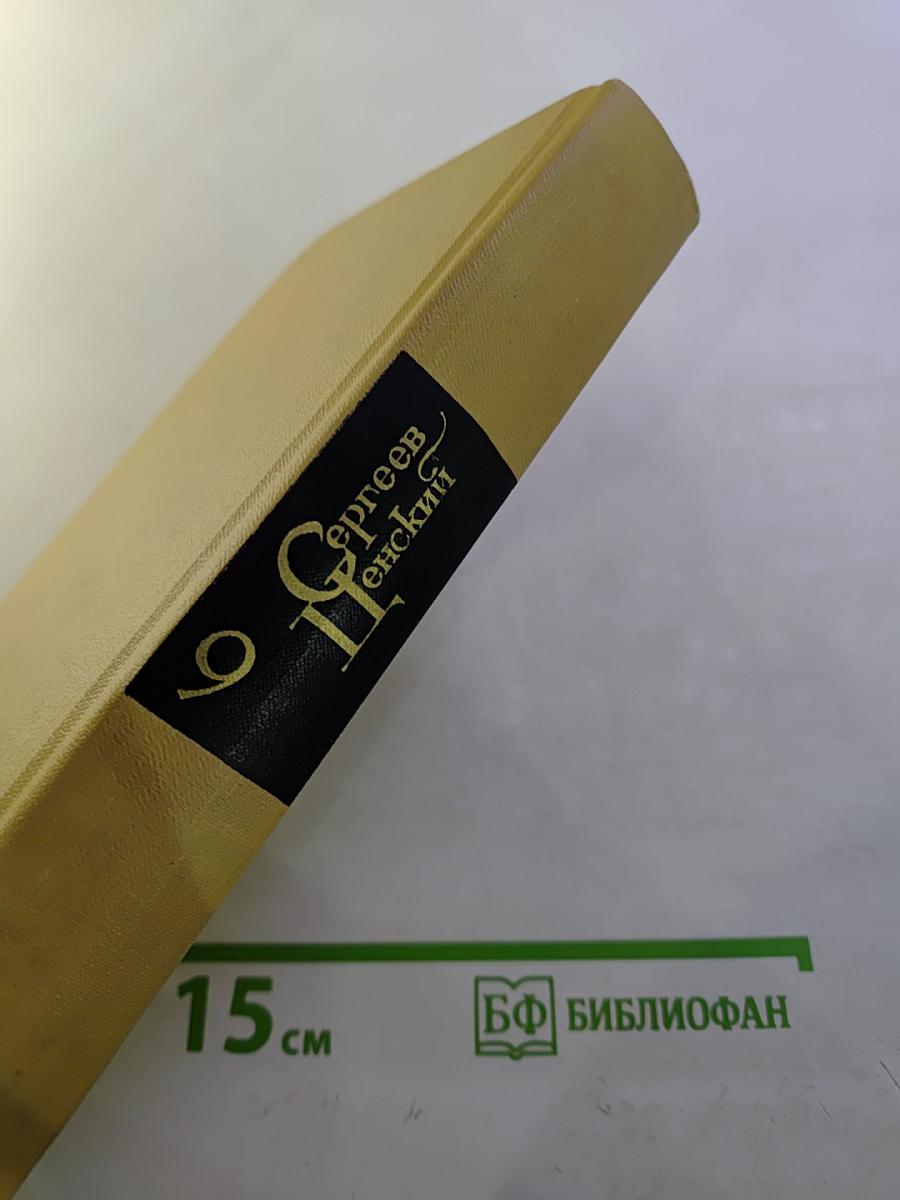 Сергеев
Ценский
9
15 см
БФ БИБЛИОФАН